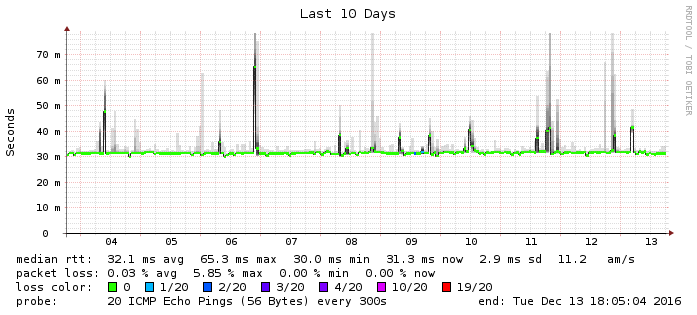 Last 10 Days
RRDTOOL / TOBI OETIKER
Seconds
70 m
60 m
50 m
40 m
30 m
20 m
10 m
0
04 05 06 07 08 09 10 11 12 13
median rtt: 32.1 ms avg 65.3 ms max 30.0 ms min 31.3 ms now 2.9 ms sd 11.2 am/s
packet loss: 0.03 % avg 5.85 % max 0.00 % min 0.00 % now
loss color: 0 1/20 2/20 3/20 4/20 10/20 19/20
probe: 20 ICMP Echo Pings (56 Bytes) every 300s end: Tue Dec 13 18:05:04 2016